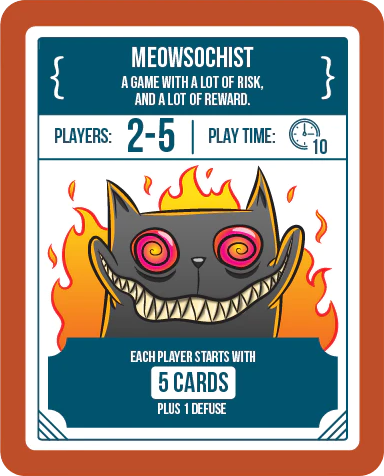 MEOWSOCHIST
A GAME WITH A LOT OF RISK,
AND A LOT OF REWARD.
PLAYERS: 2-5 PLAY TIME: 10
EACH PLAYER STARTS WITH
5 CARDS
PLUS 1 DEFUSE